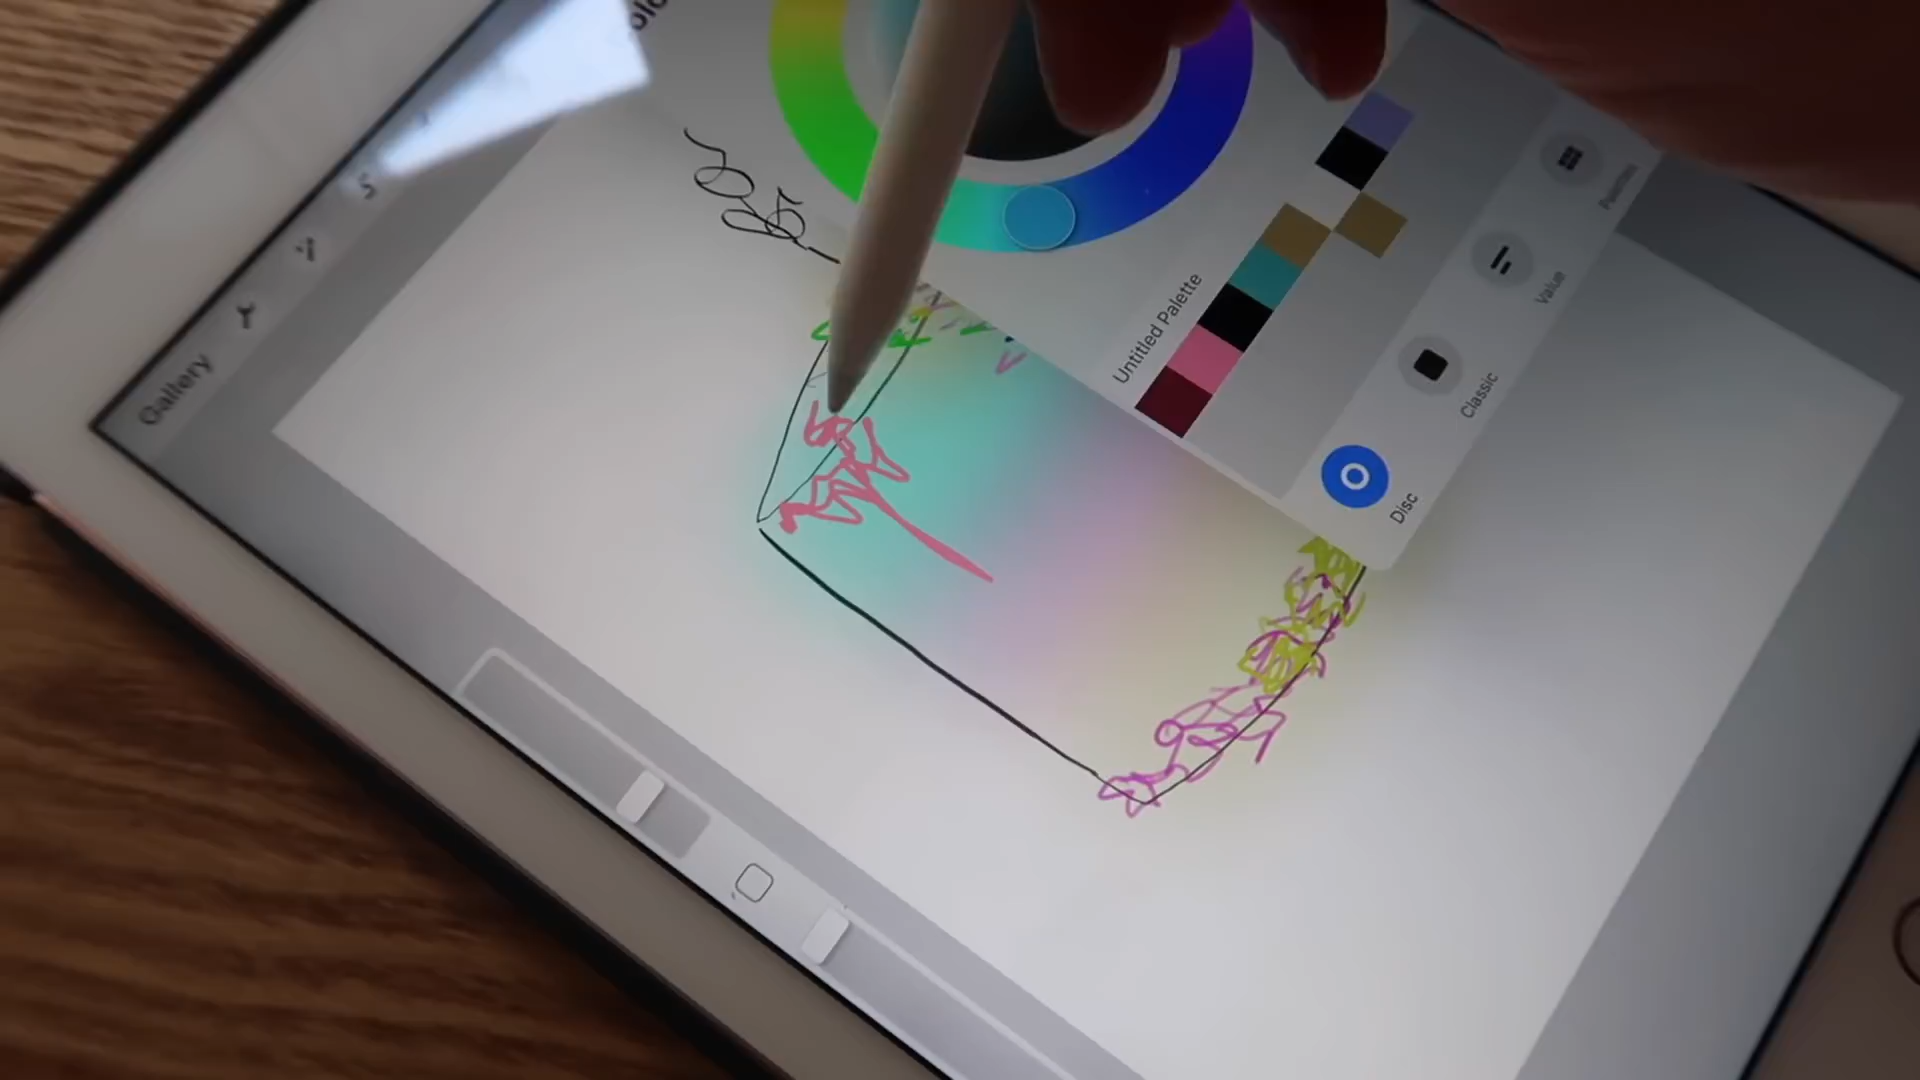 Gallery
Untitled Palette
Disc
Classic
Value
Palettes